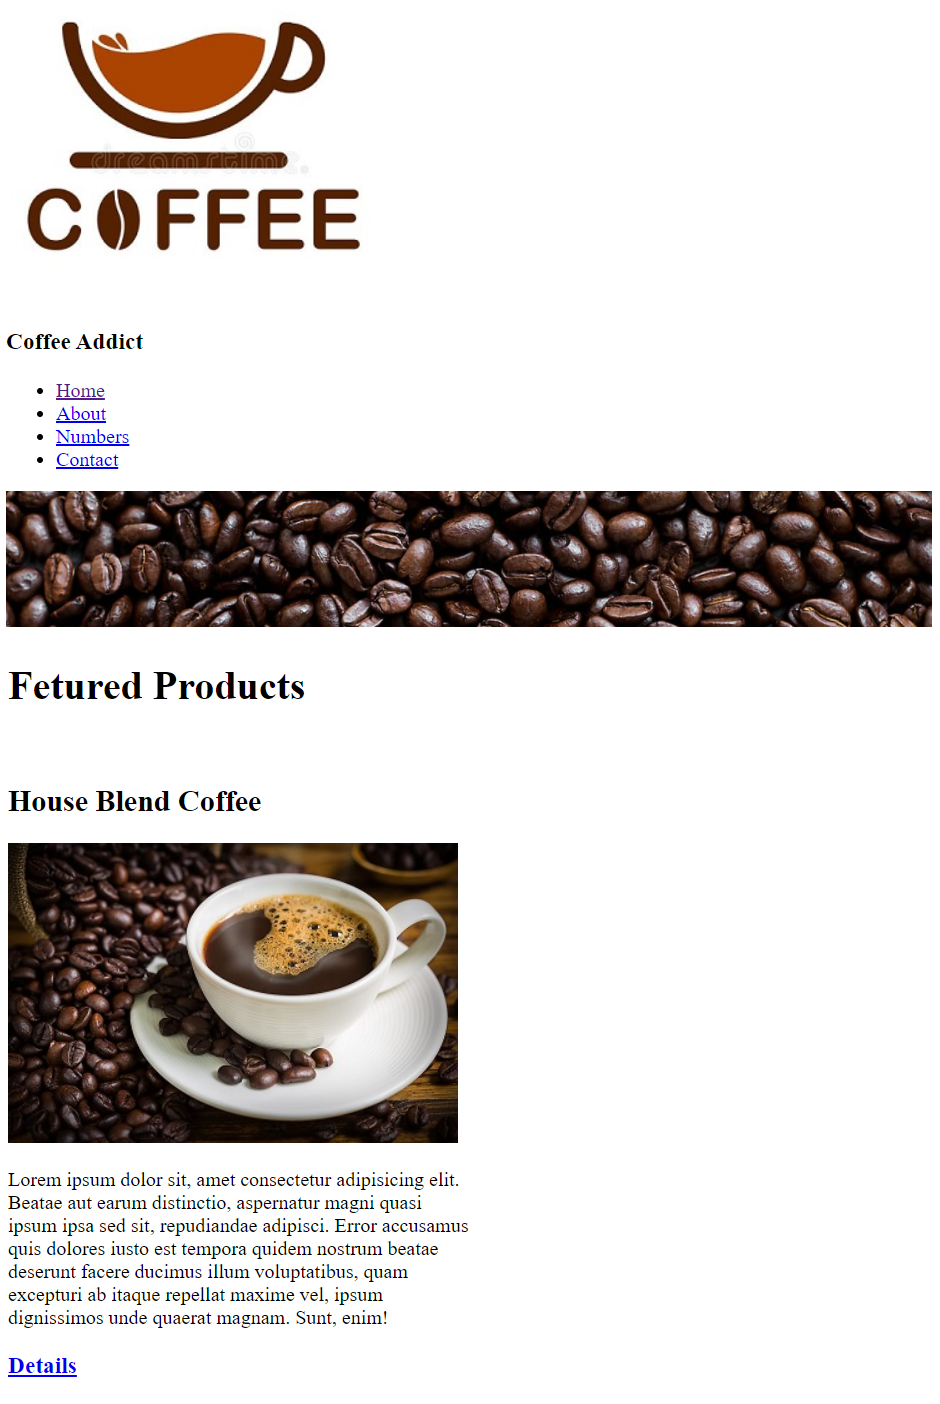 dreamstime.
COFFEE
Coffee Addict
Home
About
Numbers
Contact
Fetured Products
House Blend Coffee
Lorem ipsum dolor sit, amet consectetur adipisicing elit.
Beatae aut earum distinctio, aspernatur magni quasi
ipsum ipsa sed sit, repudiandae adipisci. Error accusamus
quis dolores iusto est tempora quidem nostrum beatae
deserunt facere ducimus illum voluptatibus, quam
excepturi ab itaque repellat maxime vel, ipsum
dignissimos unde quaerat magnam. Sunt, enim!
Details